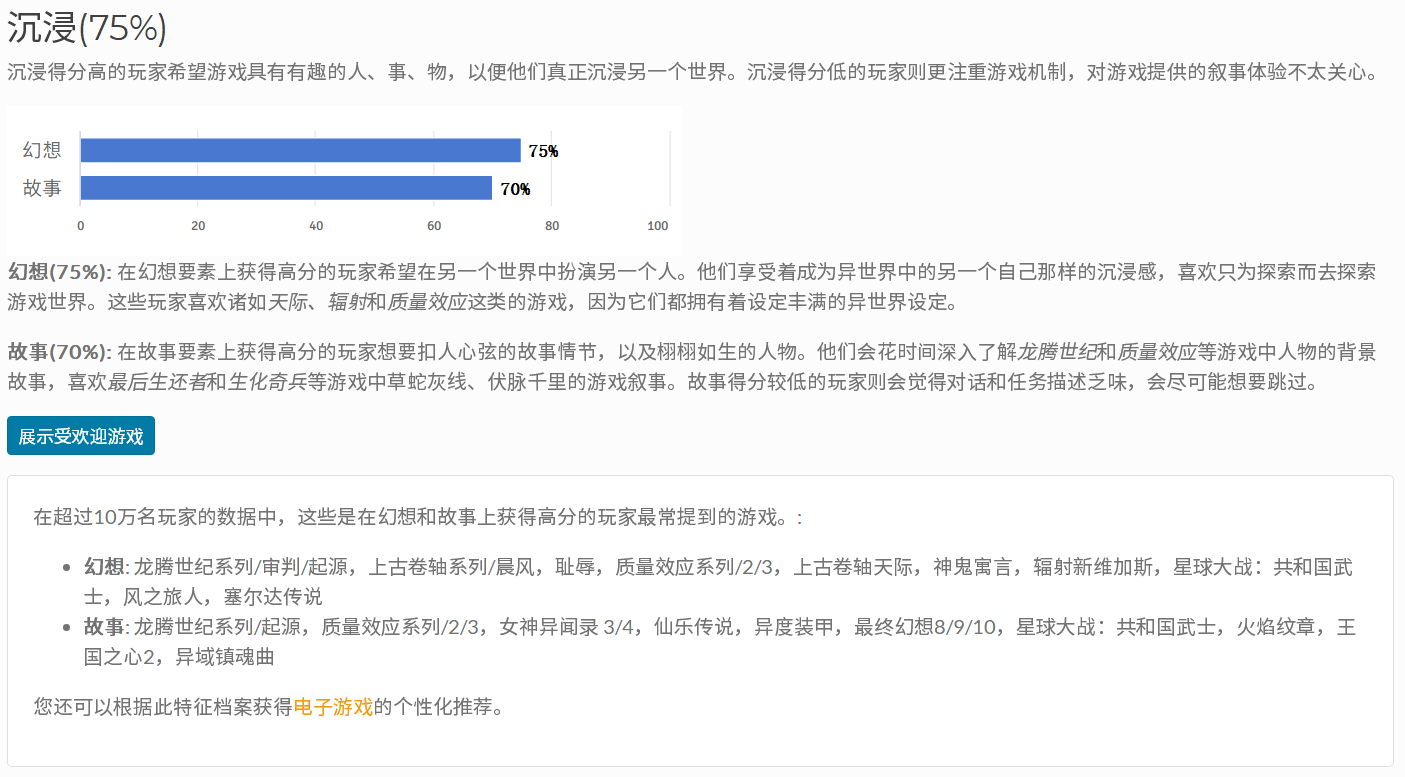 沉浸(75%)
沉浸得分高的玩家希望游戏具有有趣的人、事、物，以便他们真正沉浸另一个世界。沉浸得分低的玩家则更注重游戏机制，对游戏提供的叙事体验不太关心。
幻想 75%
故事 70%
0 20 40 60 80 100
幻想(75%): 在幻想要素上获得高分的玩家希望在另一个世界中扮演另一个人。他们享受着成为异世界中的另一个自己那样的沉浸感，喜欢只为探索而去探索
游戏世界。这些玩家喜欢诸如天际、辐射和质量效应这类的游戏，因为它们都拥有着设定丰满的异世界设定。
故事(70%): 在故事要素上获得高分的玩家想要扣人心弦的故事情节，以及栩栩如生的人物。他们会花时间深入了解龙腾世纪和质量效应等游戏中人物的背景
故事，喜欢最后生还者和生化奇兵等游戏中草蛇灰线、伏脉千里的游戏叙事。故事得分较低的玩家则会觉得对话和任务描述乏味，会尽可能想要跳过。
展示受欢迎游戏
在超过10万名玩家的数据中，这些是在幻想和故事上获得高分的玩家最常提到的游戏。:
• 幻想: 龙腾世纪系列/审判/起源，上古卷轴系列/晨风，耻辱，质量效应系列/2/3，上古卷轴天际，神鬼寓言，辐射新维加斯，星球大战：共和国武
士，风之旅人，塞尔达传说
• 故事: 龙腾世纪系列/起源，质量效应系列/2/3，女神异闻录 3/4，仙乐传说，异度装甲，最终幻想8/9/10，星球大战：共和国武士，火焰纹章，王
国之心2，异域镇魂曲
您还可以根据此特征档案获得电子游戏的个性化推荐。